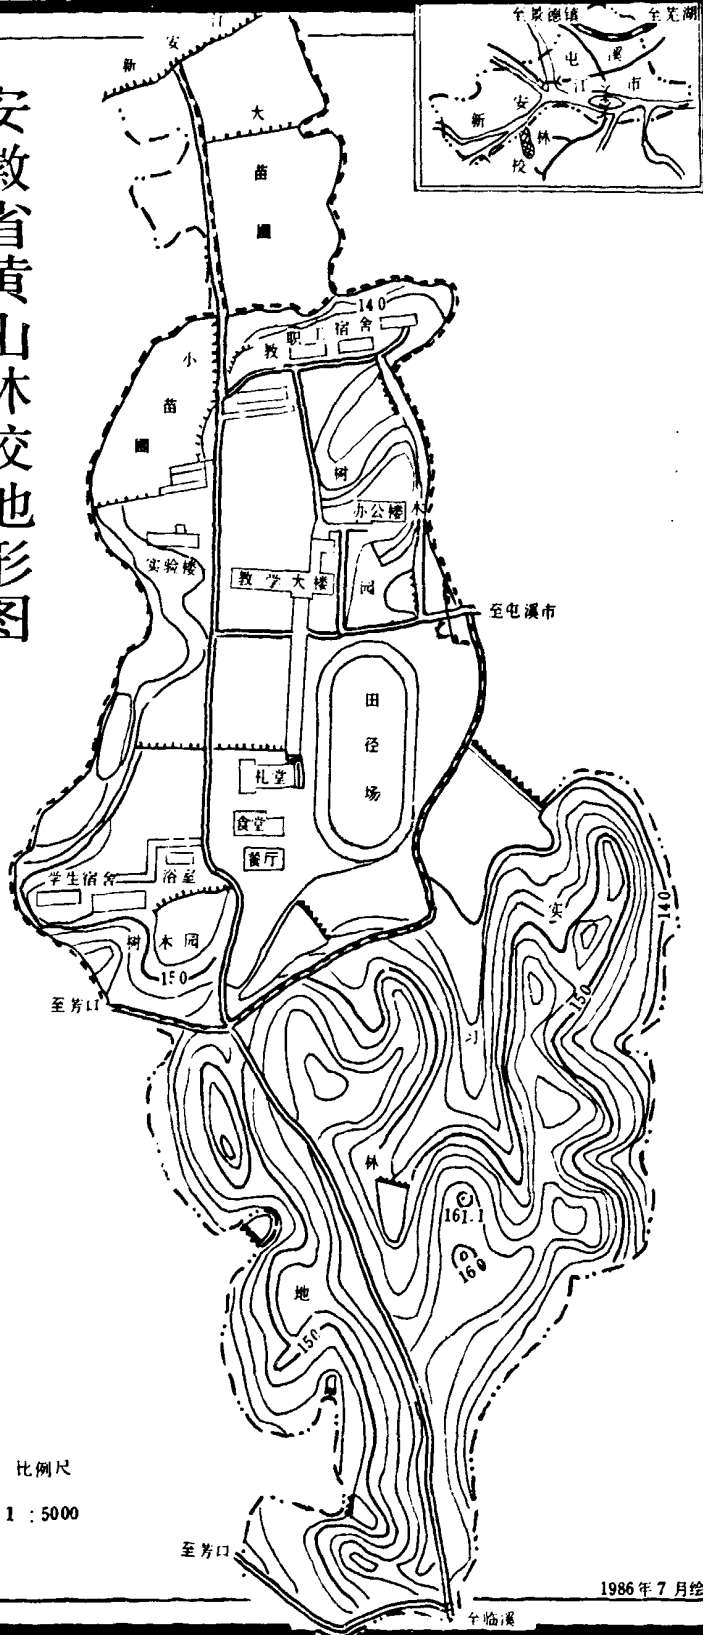 安徽省黄山林校地形图
至景德镇
至芜湖
屯溪市
新安江
林校
新安江
大苗圃
140
教职工宿舍
小苗圃
树木园
办公楼
实验楼
教学大楼
至屯溪市
田径场
礼堂
食堂
餐厅
学生宿舍
浴室
树木园
150
至芳口
实习林地
140
150
161.1
160
150
比例尺
1:5000
至芳口
1986年7月绘
至临溪